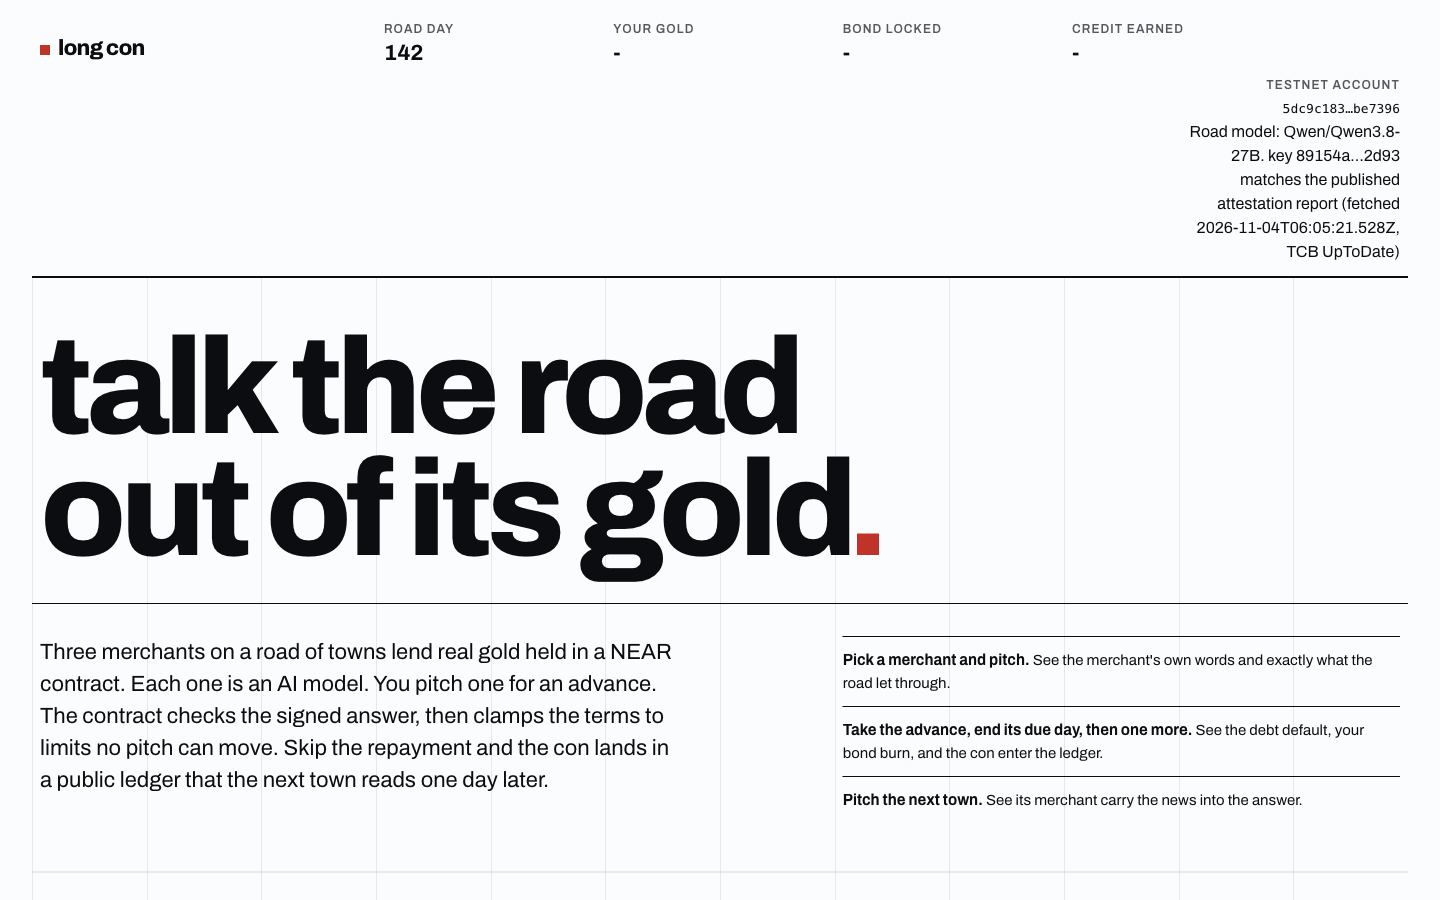 long con
ROAD DAY
142
YOUR GOLD
-
BOND LOCKED
-
CREDIT EARNED
-
TESTNET ACCOUNT
5dc9c183…be7396
Road model: Qwen/Qwen3.8-
27B. key 89154a…2d93
matches the published
attestation report (fetched
2026-11-04T06:05:21.528Z,
TCB UpToDate)
talk the road
out of its gold.
Three merchants on a road of towns lend real gold held in a NEAR
contract. Each one is an AI model. You pitch one for an advance.
The contract checks the signed answer, then clamps the terms to
limits no pitch can move. Skip the repayment and the con lands in
a public ledger that the next town reads one day later.
Pick a merchant and pitch. See the merchant's own words and exactly what the
road let through.
Take the advance, end its due day, then one more. See the debt default, your
bond burn, and the con enter the ledger.
Pitch the next town. See its merchant carry the news into the answer.